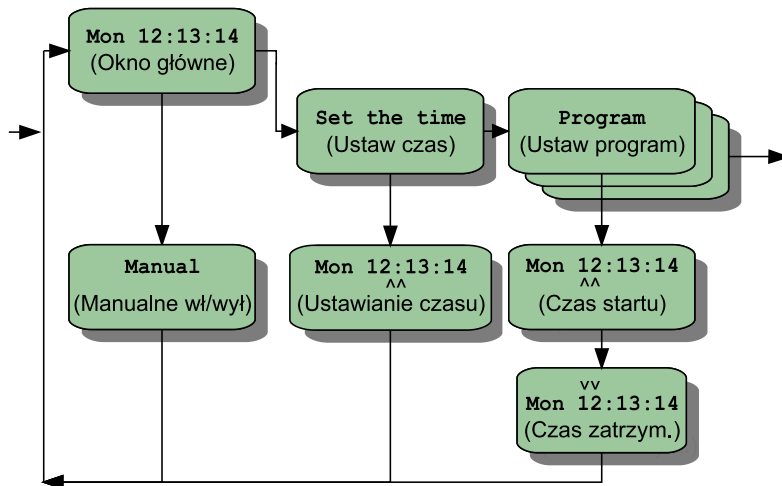 Mon 12:13:14
(Okno główne)
Set the time
(Ustaw czas)
Program
(Ustaw program)
Manual
(Manualne wł/wył)
Mon 12:13:14
^^
(Ustawianie czasu)
Mon 12:13:14
^^
(Czas startu)
vv
Mon 12:13:14
(Czas zatrzym.)